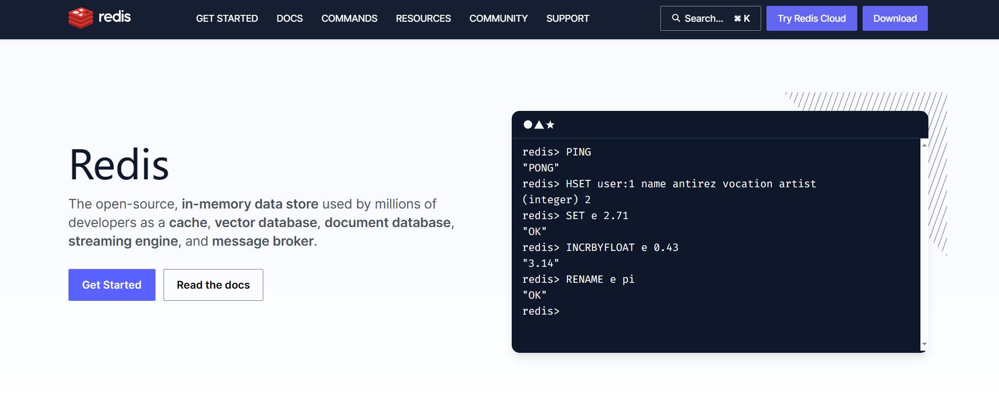 redis
GET STARTED
DOCS
COMMANDS
RESOURCES
COMMUNITY
SUPPORT
Search... ⌘ K
Try Redis Cloud
Download
Redis
The open-source, in-memory data store used by millions of
developers as a cache, vector database, document database,
streaming engine, and message broker.
Get Started
Read the docs
redis> PING
"PONG"
redis> HSET user:1 name antirez vocation artist
(integer) 2
redis> SET e 2.71
"OK"
redis> INCRBYFLOAT e 0.43
"3.14"
redis> RENAME e pi
"OK"
redis>